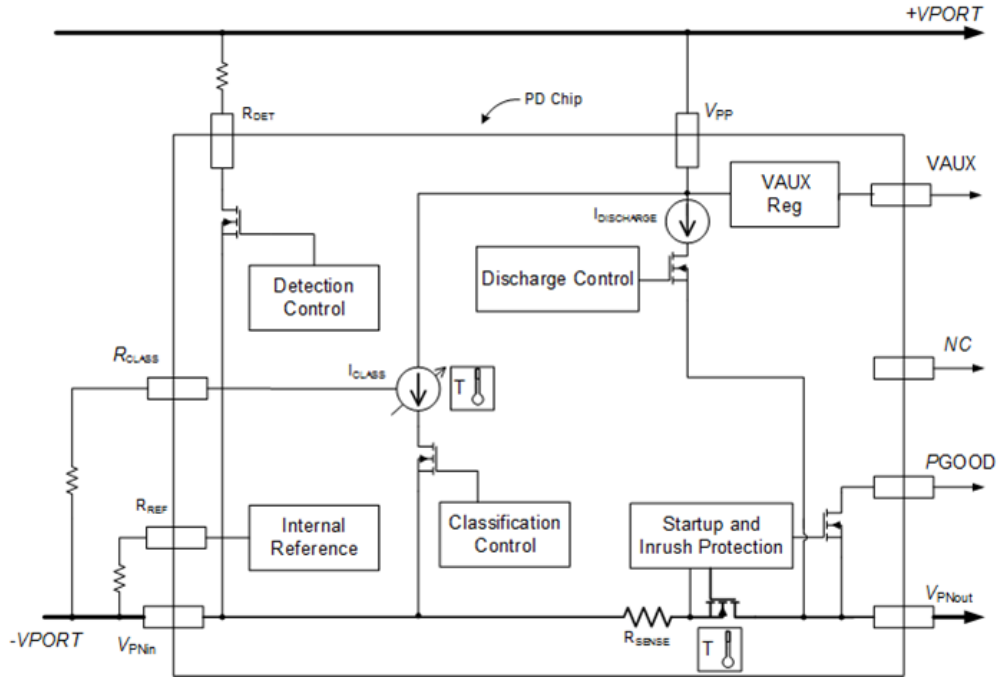 +VPORT
PD Chip
RDET
VPP
VAUX
VAUX
Reg
IDISCHARGE
Detection
Control
Discharge Control
RCLASS
ICLASS
T
NC
PGOOD
RREF
Internal
Reference
Classification
Control
Startup and
Inrush Protection
-VPORT
VPNin
RSENSE
T
VPNout